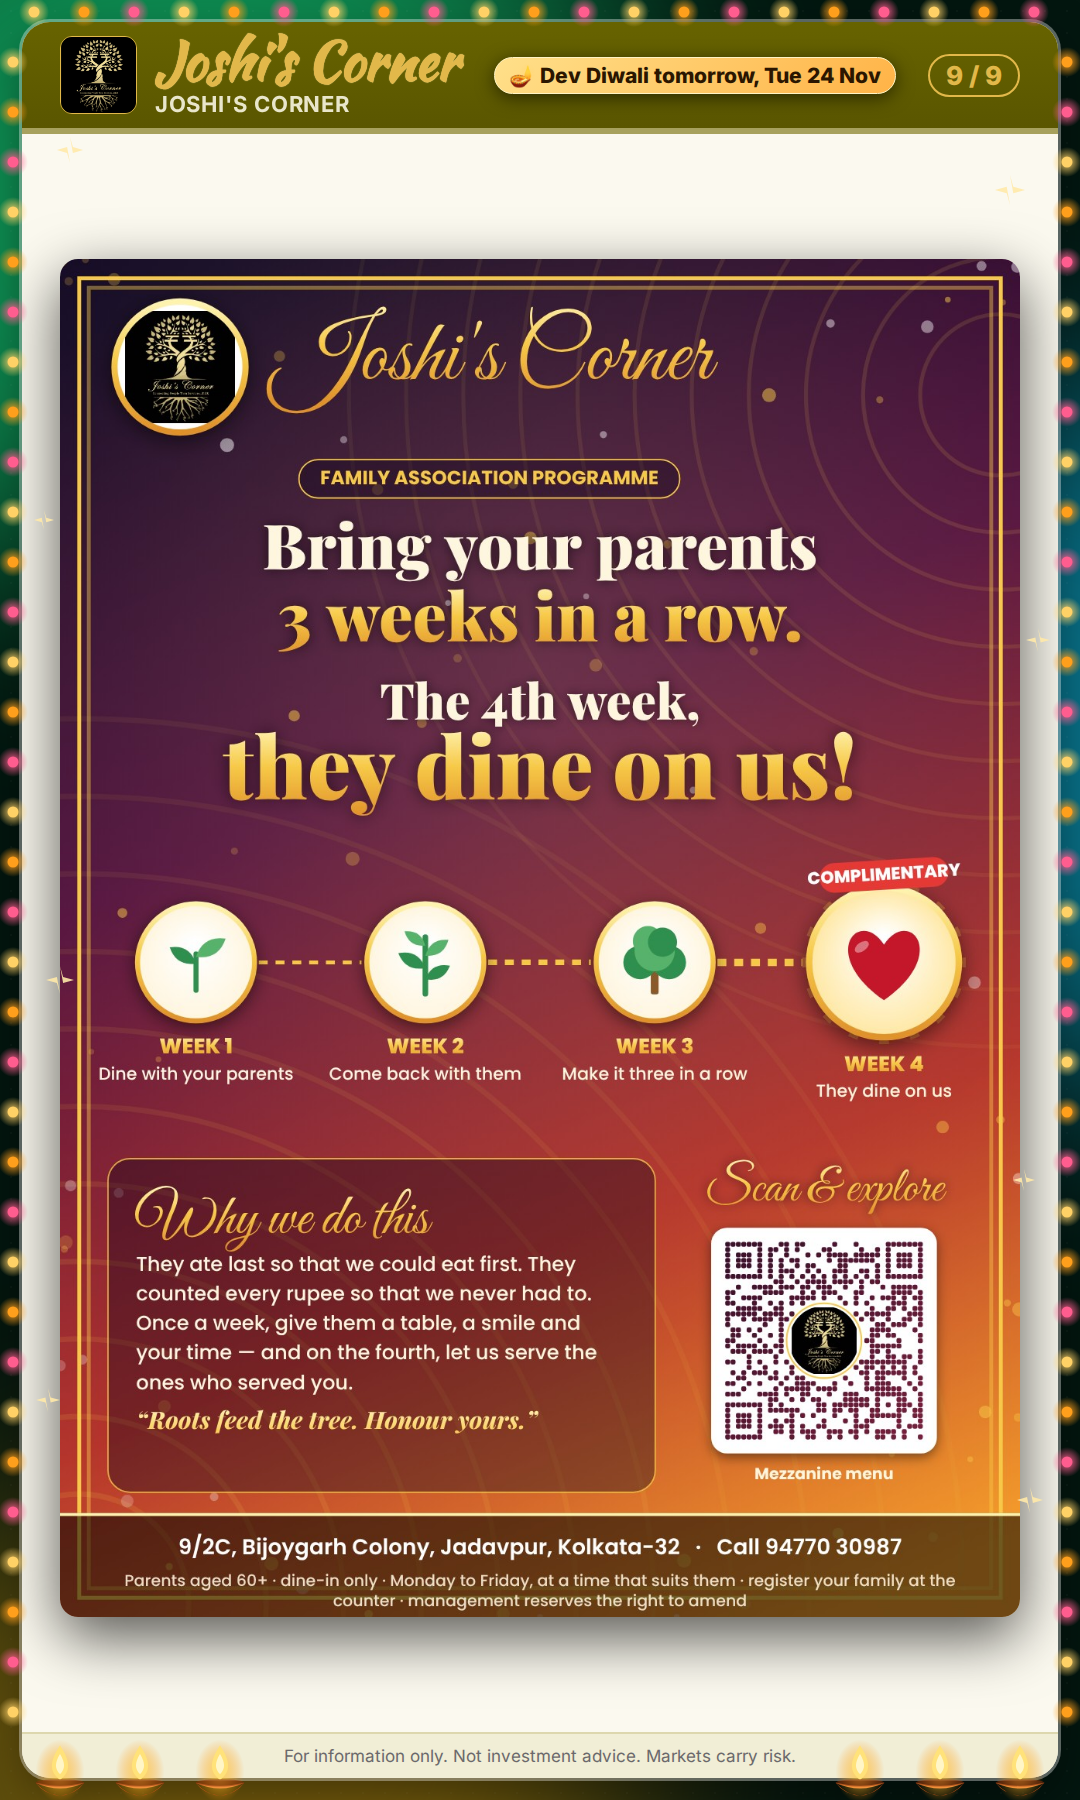 Joshi's Corner
JOSHI'S CORNER
Dev Diwali tomorrow, Tue 24 Nov
9 / 9
Joshi's Corner
Joshi's Corner
Joshi's Corner
FAMILY ASSOCIATION PROGRAMME
Bring your parents
3 weeks in a row.
The 4th week,
they dine on us!
COMPLIMENTARY
WEEK 1
Dine with your parents
WEEK 2
Come back with them
WEEK 3
Make it three in a row
WEEK 4
They dine on us
Why we do this
They ate last so that we could eat first. They
counted every rupee so that we never had to.
Once a week, give them a table, a smile and
your time — and on the fourth, let us serve the
ones who served you.
“Roots feed the tree. Honour yours.”
Scan & explore
Joshi's Corner
Mezzanine menu
9/2C, Bijoygarh Colony, Jadavpur, Kolkata-32 · Call 94770 30987
Parents aged 60+ · dine-in only · Monday to Friday, at a time that suits them · register your family at the
counter · management reserves the right to amend
For information only. Not investment advice. Markets carry risk.